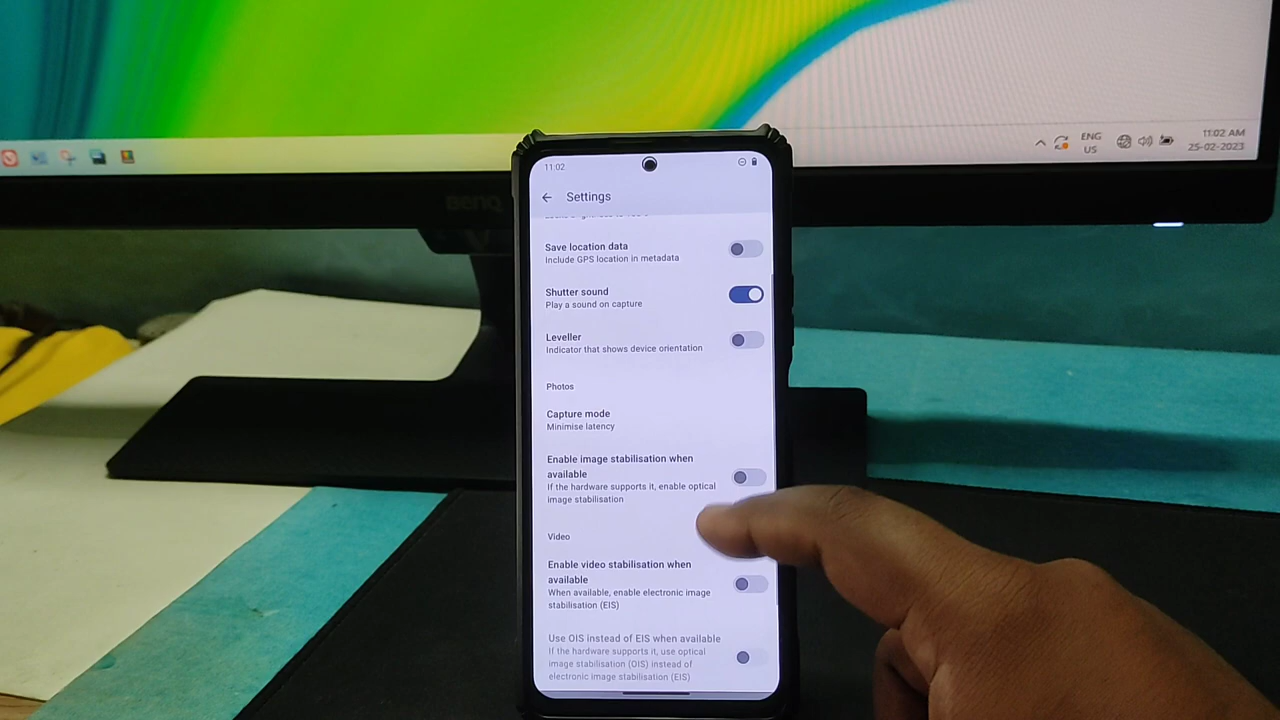 ENG
US
11:02 AM
25-02-2023
BenQ
11:02
Settings
Save location data
Include GPS location in metadata
Shutter sound
Play a sound on capture
Leveller
Indicator that shows device orientation
Photos
Capture mode
Minimise latency
Enable image stabilisation when
available
If the hardware supports it, enable optical
image stabilisation
Video
Enable video stabilisation when
available
When available, enable electronic image
stabilisation (EIS)
Use OIS instead of EIS when available
If the hardware supports it, use optical
image stabilisation (OIS) instead of
electronic image stabilisation (EIS)